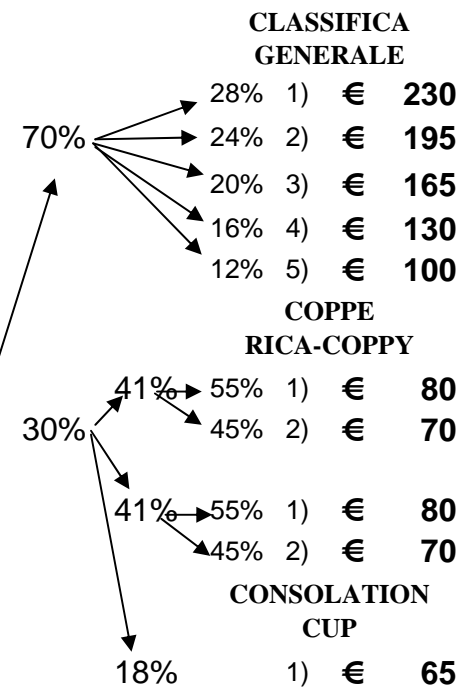 CLASSIFICA
GENERALE
28% 1) € 230
70% 24% 2) € 195
20% 3) € 165
16% 4) € 130
12% 5) € 100
COPPE
RICA-COPPY
41% 55% 1) € 80
30% 45% 2) € 70
41% 55% 1) € 80
45% 2) € 70
CONSOLATION
CUP
18% 1) € 65